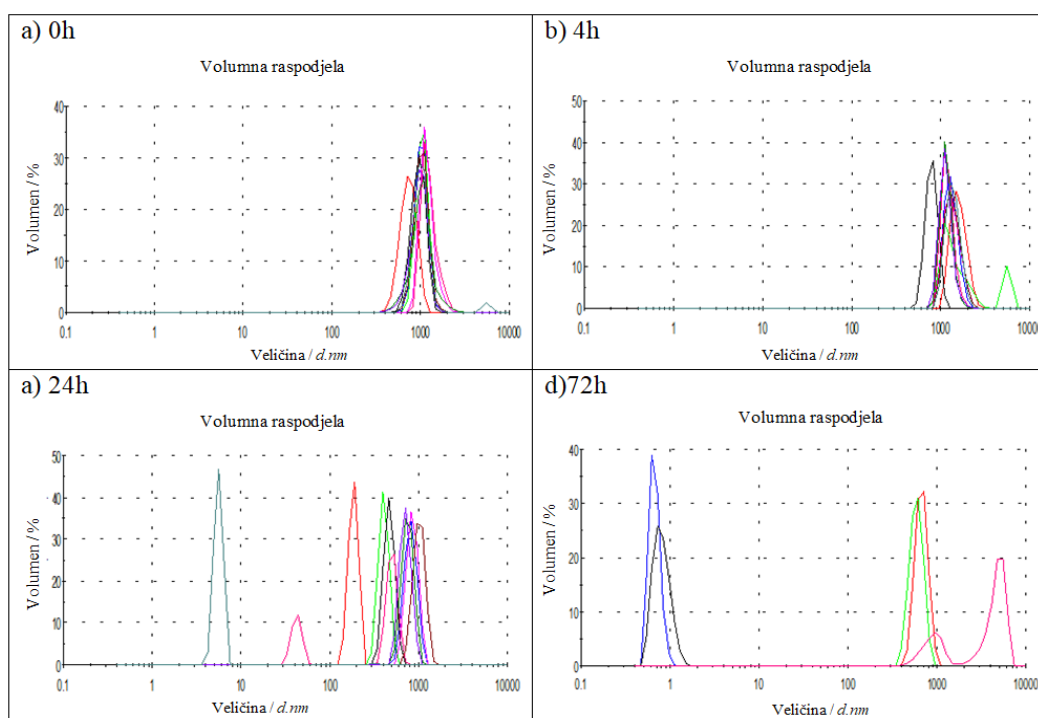 a) 0h
Volumna raspodjela
Volumen / %
40
30
20
10
0
0.1 1 10 100 1000 10000
Veličina / d.nm
b) 4h
Volumna raspodjela
Volumen / %
50
40
30
20
10
0
0.1 1 10 100 1000 1000
Veličina / d.nm
a) 24h
Volumna raspodjela
Volumen / %
50
40
30
20
10
0
0.1 1 10 100 1000 10000
Veličina / d.nm
d)72h
Volumna raspodjela
Volumen / %
40
30
20
10
0
0.1 1 10 100 1000 10000
Veličina / d.nm